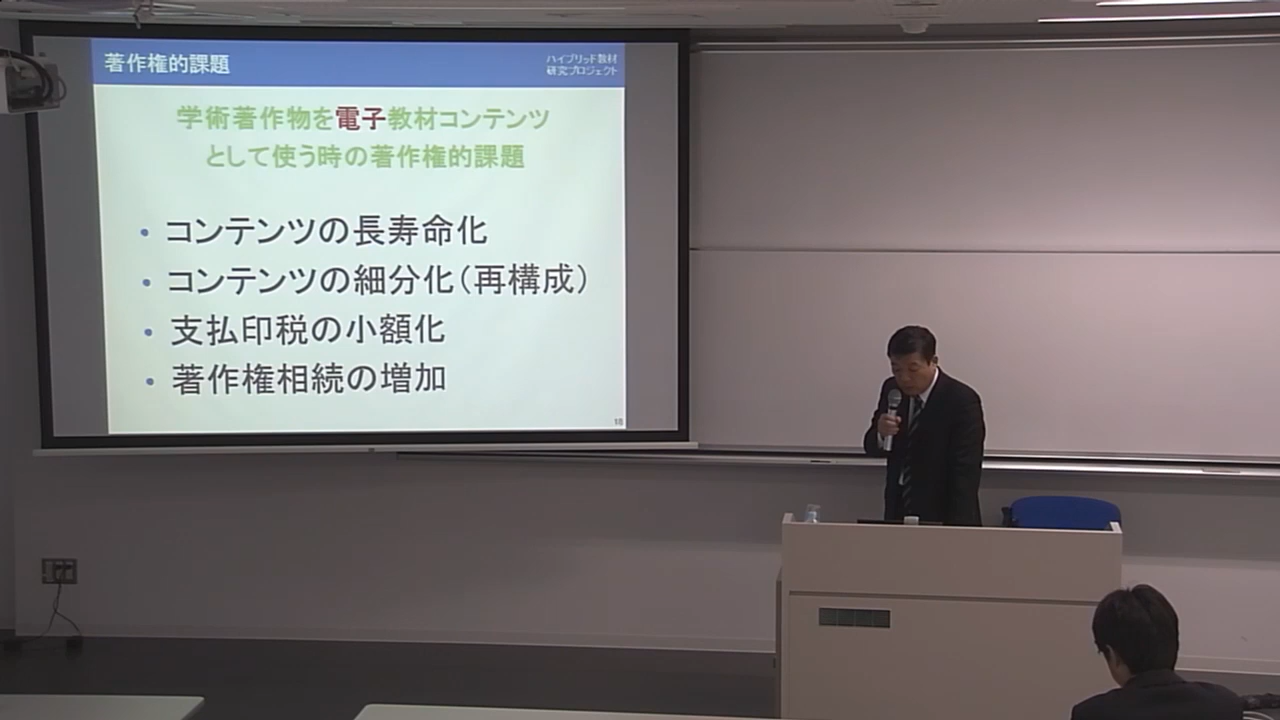 著作権的課題
ハイブリッド教材
研究プロジェクト
学術著作物を電子教材コンテンツ
として使う時の著作権的課題
・コンテンツの長寿命化
・コンテンツの細分化（再構成）
・支払印税の小額化
・著作権相続の増加
18